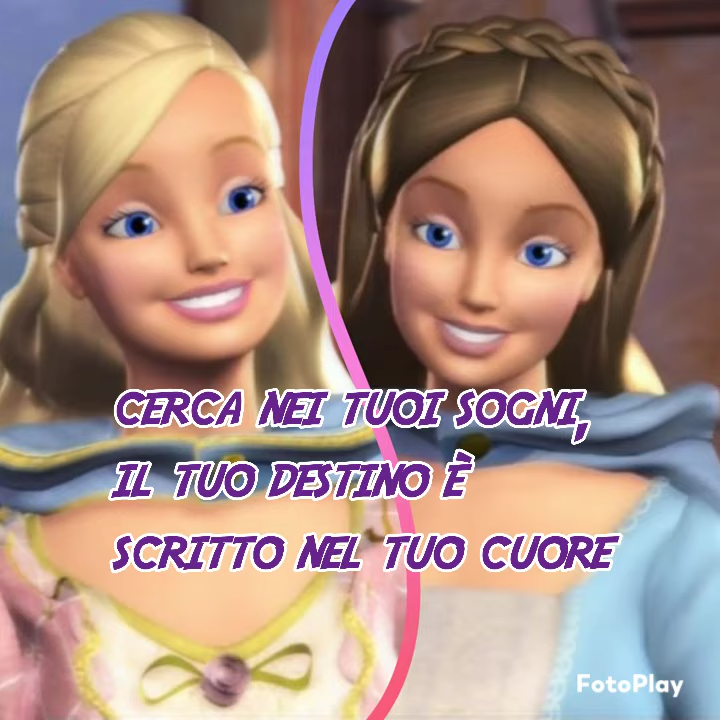 CERCA NEI TUOI SOGNI,
IL TUO DESTINO È
SCRITTO NEL TUO CUORE
FotoPlay